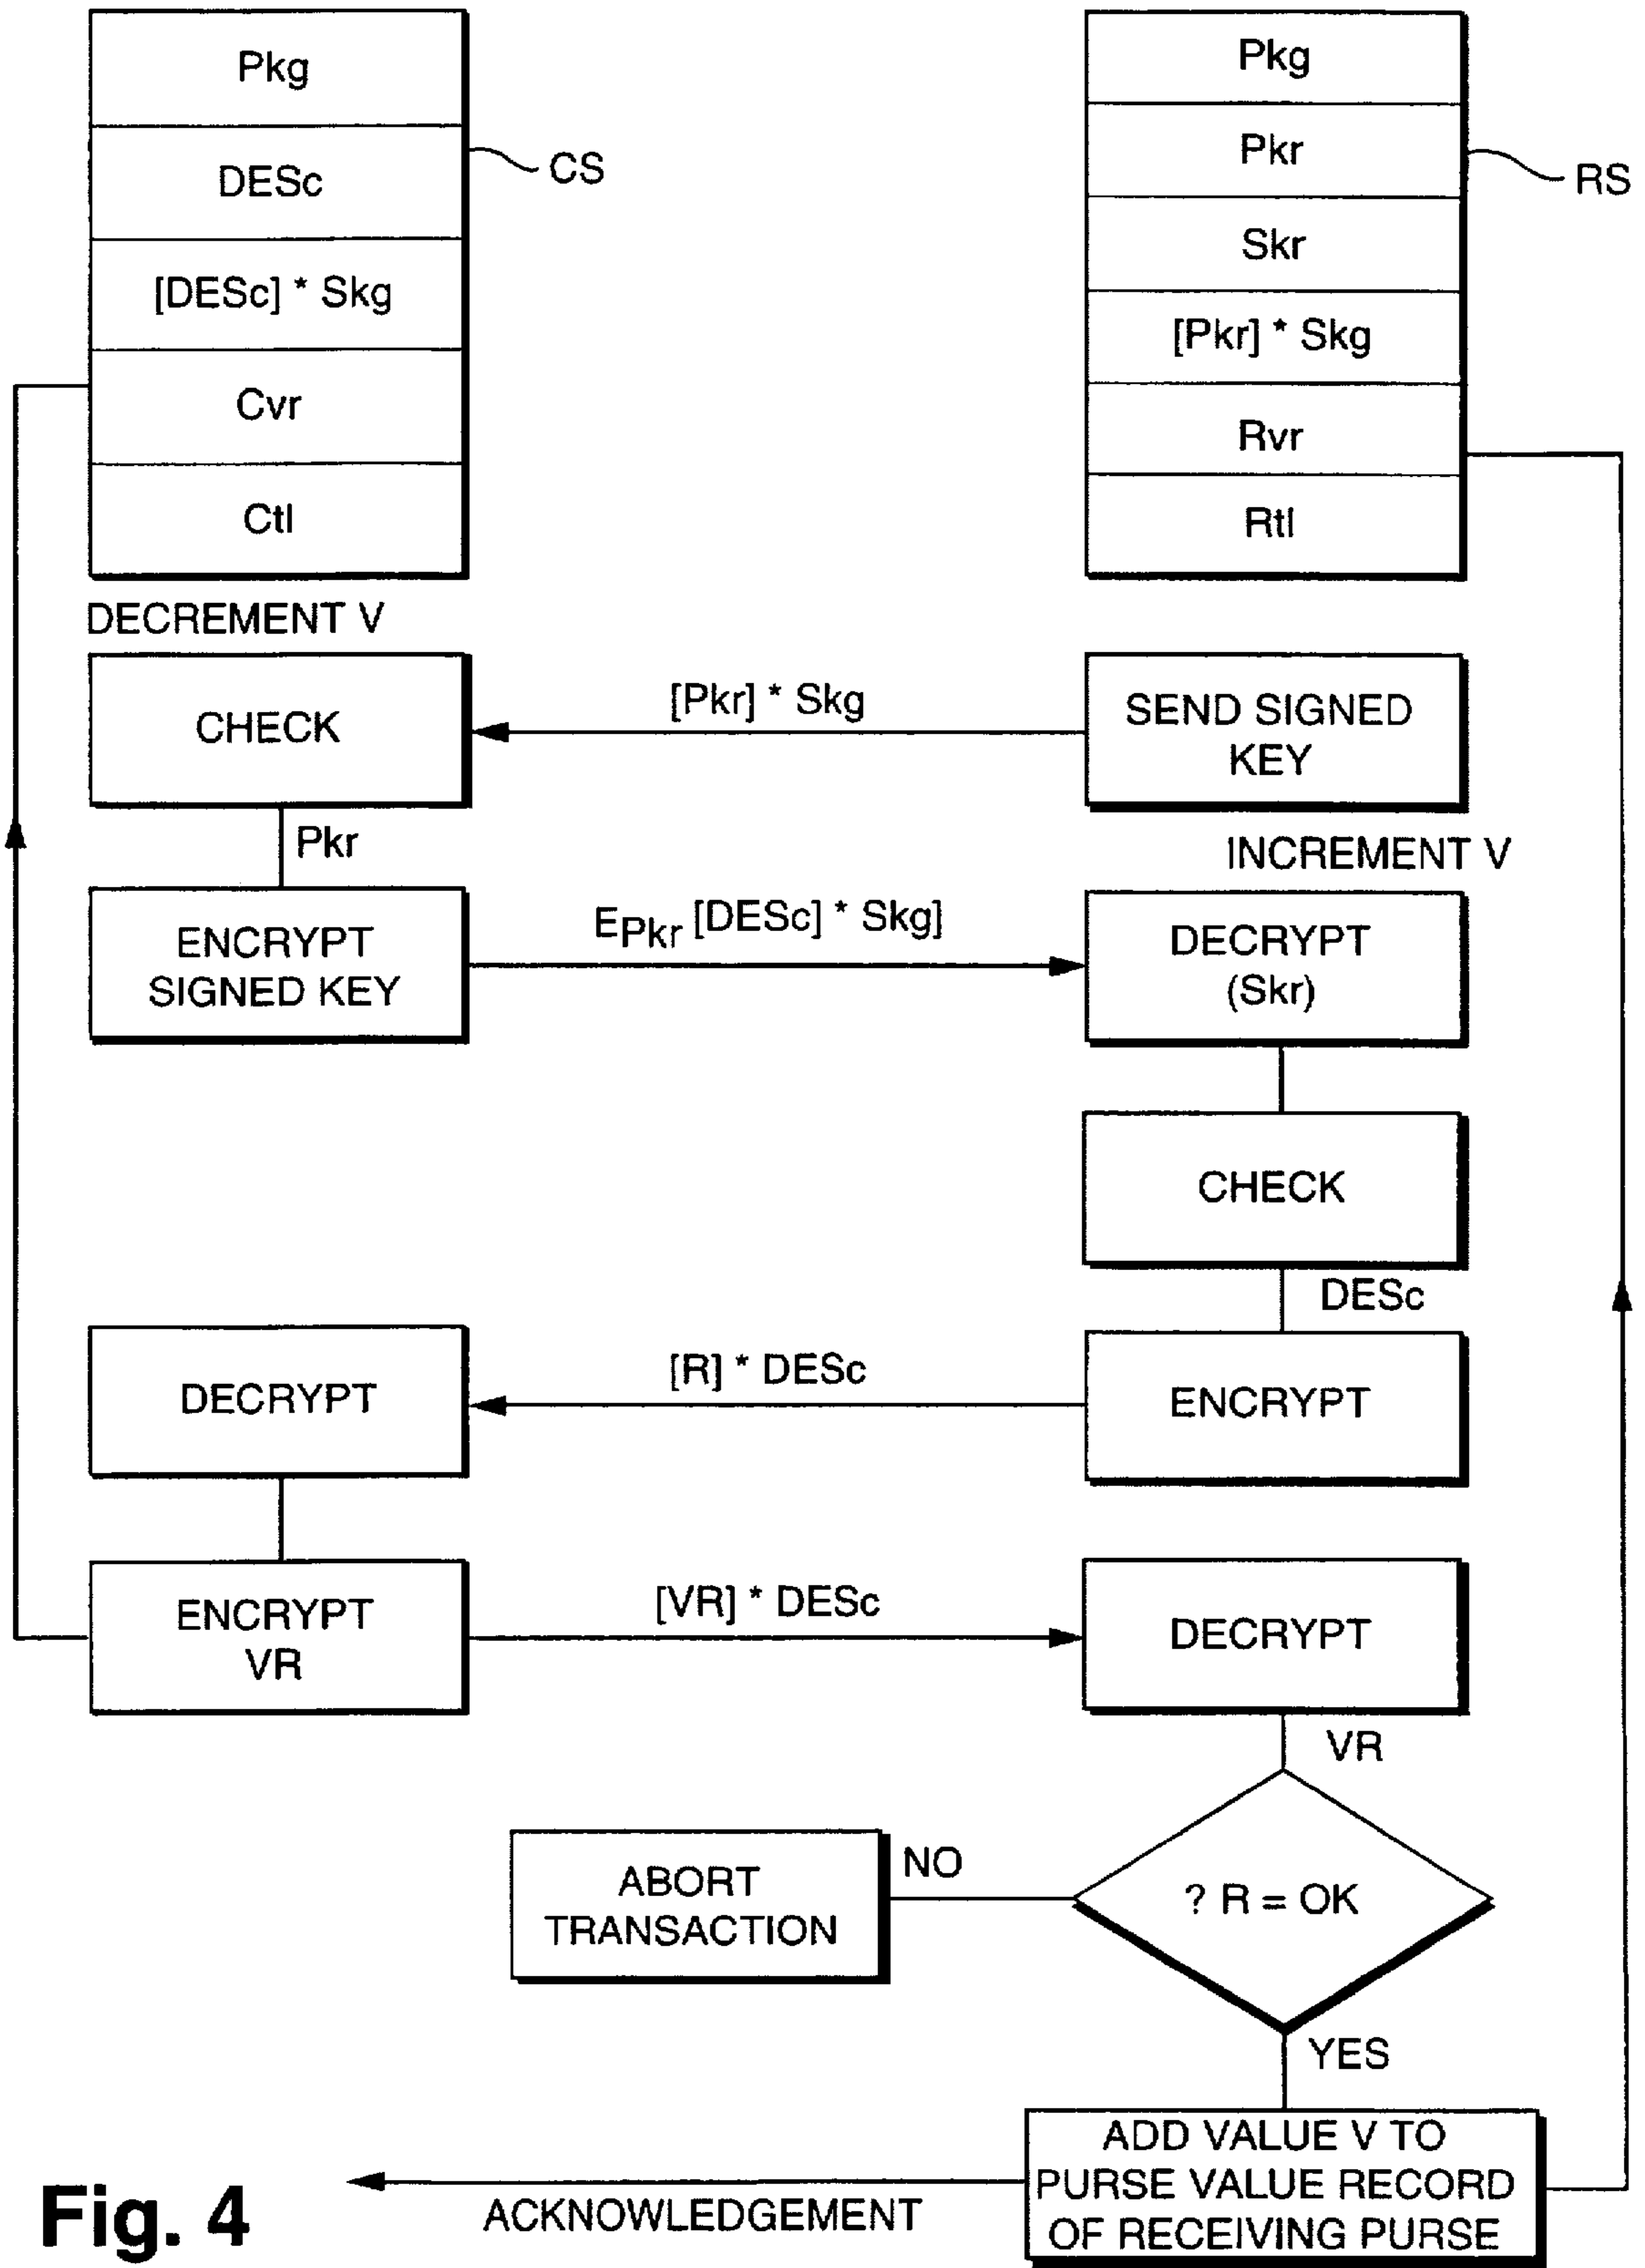 Pkg
DESc
[DESc] * Skg
Cvr
Ctl
CS
Pkg
Pkr
Skr
[Pkr] * Skg
Rvr
Rtl
RS
DECREMENT V
CHECK
[Pkr] * Skg
SEND SIGNED
KEY
Pkr
INCREMENT V
ENCRYPT
SIGNED KEY
EPkr [DESc] * Skg]
DECRYPT
(Skr)
CHECK
DESc
DECRYPT
[R] * DESc
ENCRYPT
ENCRYPT
VR
[VR] * DESc
DECRYPT
VR
ABORT
TRANSACTION
NO
? R = OK
YES
ADD VALUE V TO
PURSE VALUE RECORD
OF RECEIVING PURSE
ACKNOWLEDGEMENT
Fig. 4